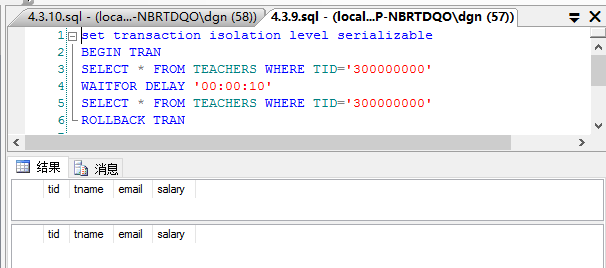 4.3.10.sql - (loca...-NBRTDQO\dgn (58))
4.3.9.sql - (local...P-NBRTDQO\dgn (57))
1 set transaction isolation level serializable
2 BEGIN TRAN
3 SELECT * FROM TEACHERS WHERE TID='300000000'
4 WAITFOR DELAY '00:00:10'
5 SELECT * FROM TEACHERS WHERE TID='300000000'
6 ROLLBACK TRAN
结果 消息
tid tname email salary
tid tname email salary